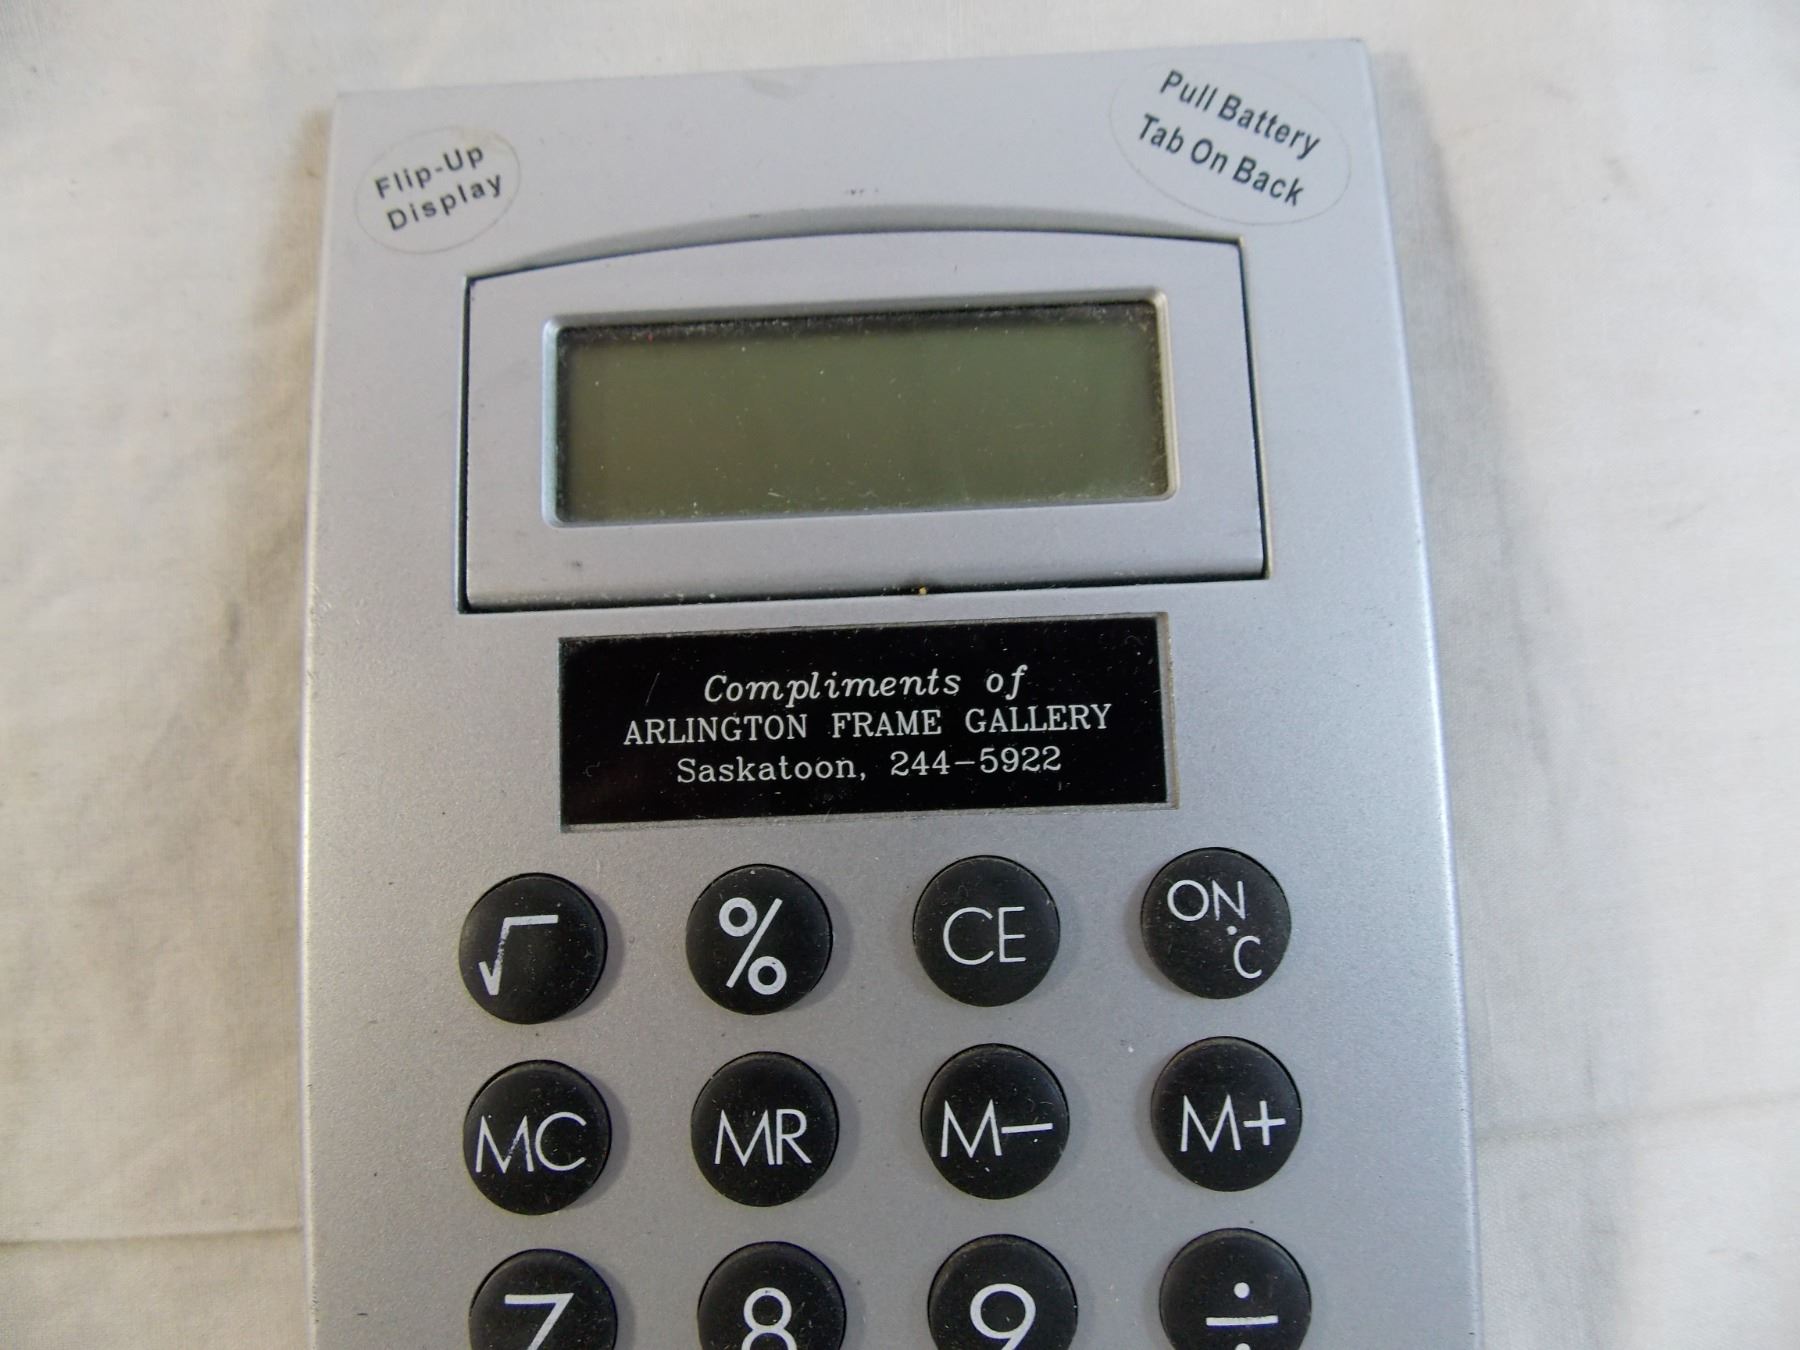 Flip-Up
Display
Pull Battery
Tab On Back
Compliments of
ARLINGTON FRAME GALLERY
Saskatoon, 244-5922
√ % CE ON·C
MC MR M− M+
7 8 9 ÷